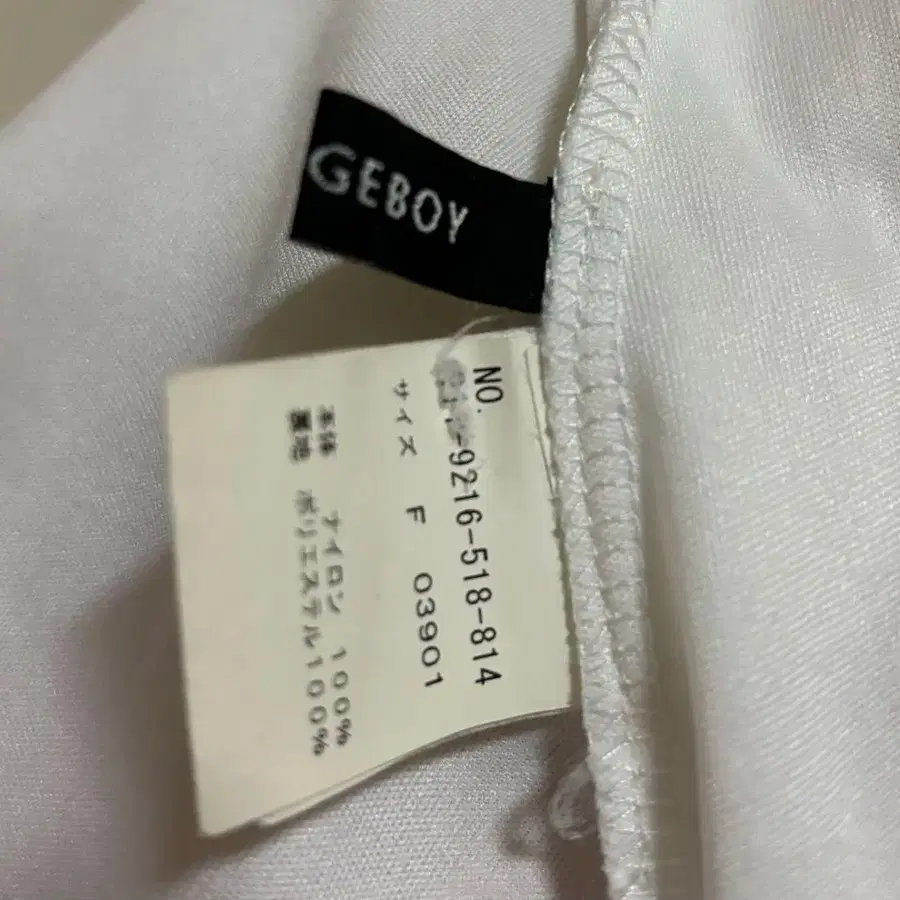 GEBOY
NO.
-9216-518-814
サイズ F 03901
本体 ナイロン 100%
裏地 ポリエステル100%